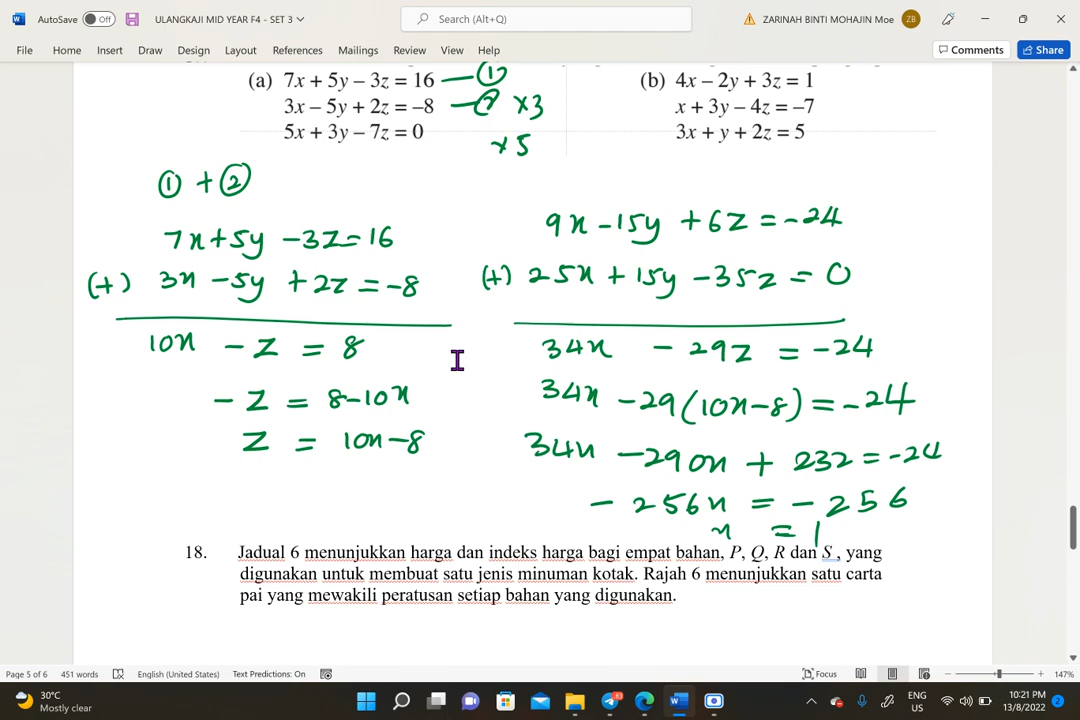 AutoSave Off ULANGKAJI MID YEAR F4 - SET 3 Search (Alt+Q) ZARINAH BINTI MOHAJIN Moe ZB
File Home Insert Draw Design Layout References Mailings Review View Help Comments Share
(a) 7x + 5y – 3z = 16 — ①
3x – 5y + 2z = –8 — ② ×3
5x + 3y – 7z = 0
×5
(b) 4x – 2y + 3z = 1
x + 3y – 4z = –7
3x + y + 2z = 5
① + ②
7x + 5y - 3z = 16
(+) 3x - 5y + 2z = -8
10x - z = 8
- z = 8 - 10x
z = 10x - 8
9x - 15y + 6z = -24
(+) 25x + 15y - 35z = 0
34x - 29z = -24
34x - 29(10x - 8) = -24
34x - 290x + 232 = -24
- 256x = - 256
x = 1
18. Jadual 6 menunjukkan harga dan indeks harga bagi empat bahan, P, Q, R dan S , yang
digunakan untuk membuat satu jenis minuman kotak. Rajah 6 menunjukkan satu carta
pai yang mewakili peratusan setiap bahan yang digunakan.
Page 5 of 6 451 words English (United States) Text Predictions: On Focus 147%
30°C
Mostly clear
ENG
US
10:21 PM
13/8/2022
2